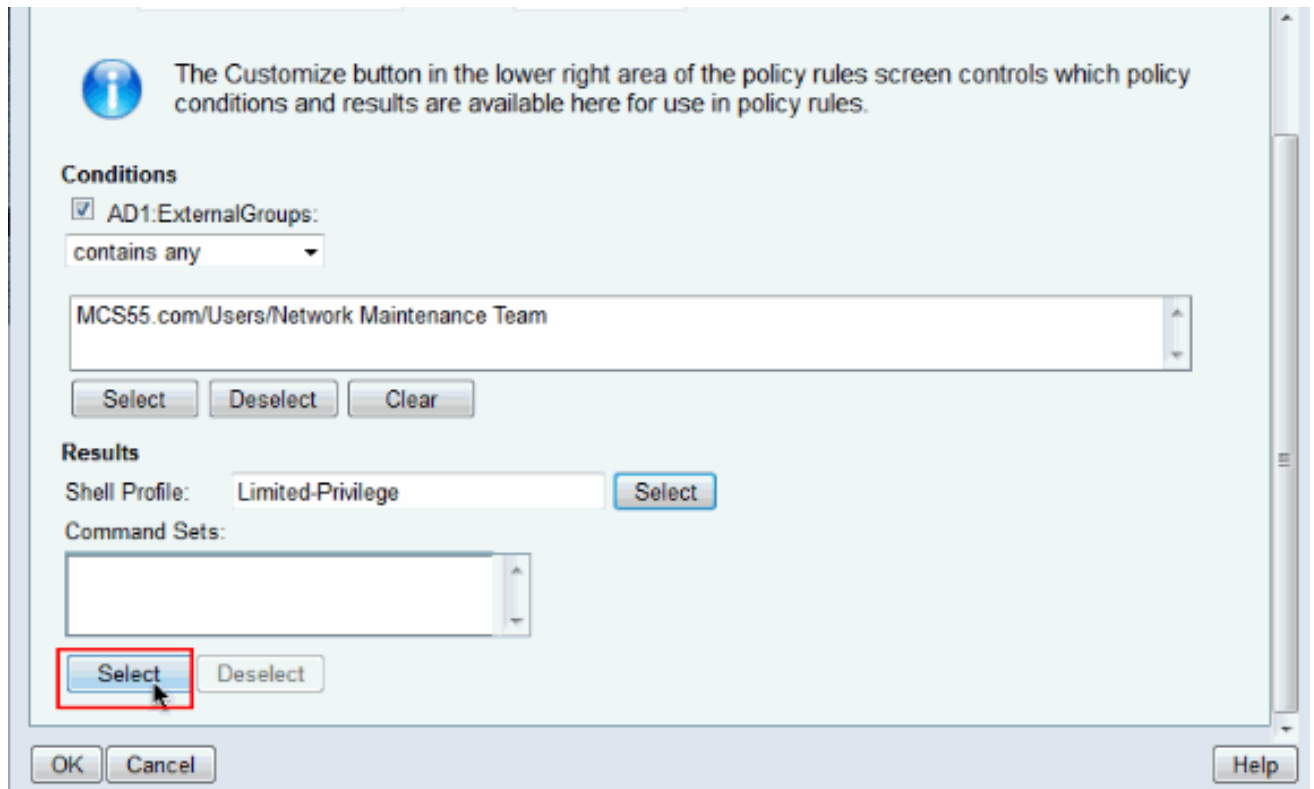 The Customize button in the lower right area of the policy rules screen controls which policy
conditions and results are available here for use in policy rules.
Conditions
AD1:ExternalGroups:
contains any
MCS55.com/Users/Network Maintenance Team
Select Deselect Clear
Results
Shell Profile: Limited-Privilege Select
Command Sets:
Select Deselect
OK Cancel Help